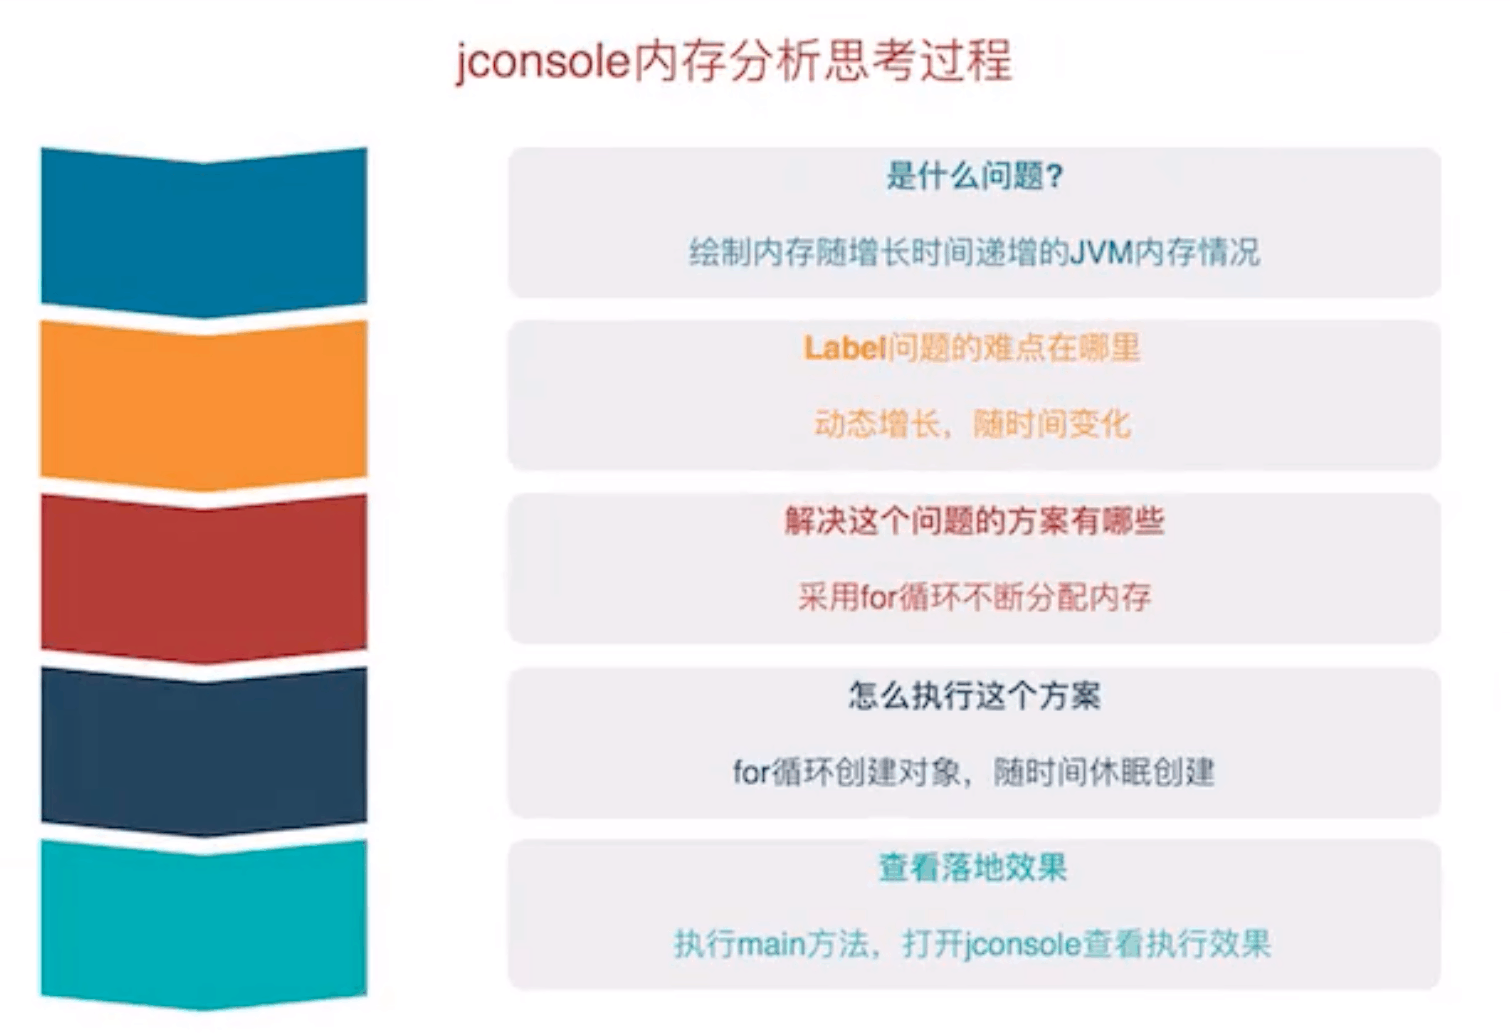 jconsole内存分析思考过程
是什么问题?
绘制内存随增长时间递增的JVM内存情况
Label问题的难点在哪里
动态增长，随时间变化
解决这个问题的方案有哪些
采用for循环不断分配内存
怎么执行这个方案
for循环创建对象，随时间休眠创建
查看落地效果
执行main方法，打开jconsole查看执行效果